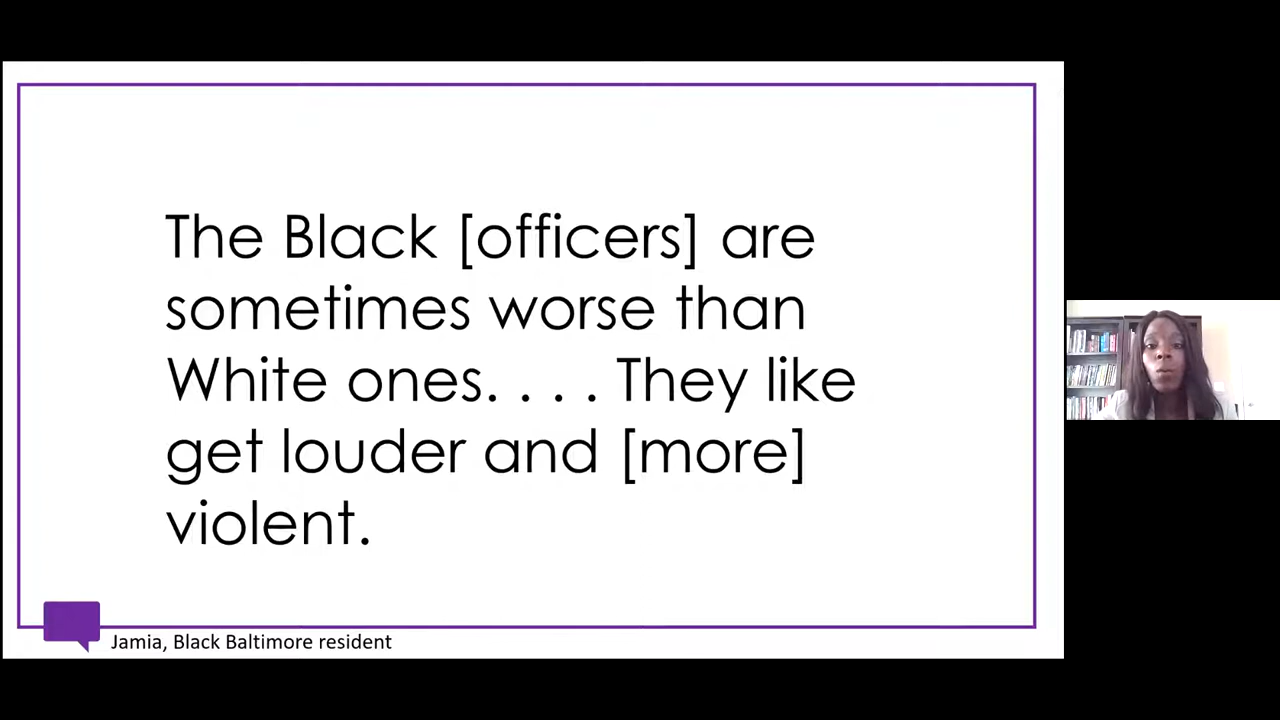 The Black [officers] are
sometimes worse than
White ones. . . . They like
get louder and [more]
violent.
Jamia, Black Baltimore resident